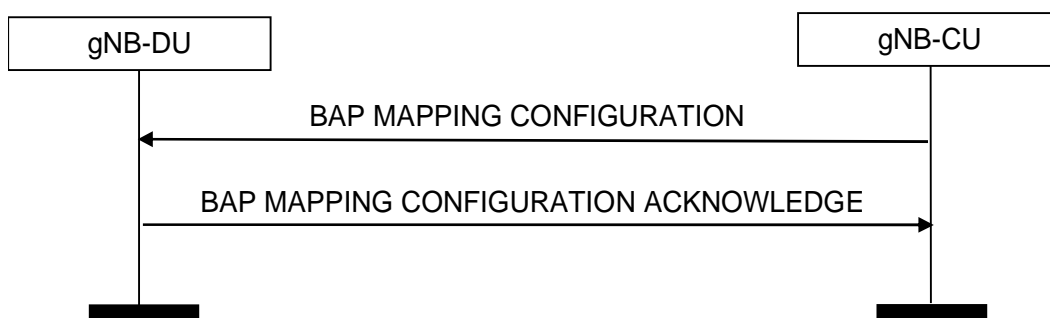 gNB-DU
gNB-CU
BAP MAPPING CONFIGURATION
BAP MAPPING CONFIGURATION ACKNOWLEDGE